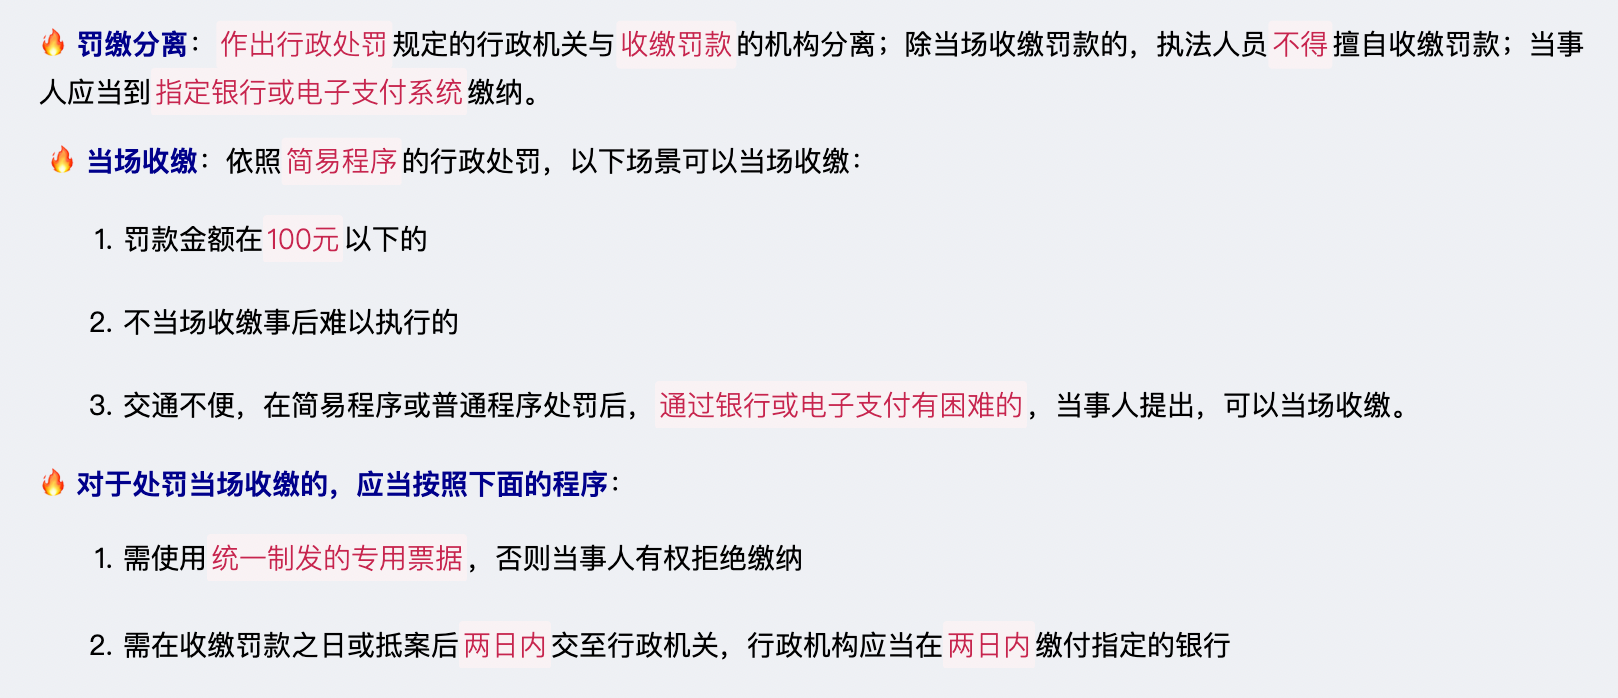 🔥 罚缴分离：作出行政处罚规定的行政机关与收缴罚款的机构分离；除当场收缴罚款的，执法人员不得擅自收缴罚款；当事
人应当到指定银行或电子支付系统缴纳。
🔥 当场收缴：依照简易程序的行政处罚，以下场景可以当场收缴：
1. 罚款金额在100元以下的
2. 不当场收缴事后难以执行的
3. 交通不便，在简易程序或普通程序处罚后，通过银行或电子支付有困难的，当事人提出，可以当场收缴。
🔥 对于处罚当场收缴的，应当按照下面的程序：
1. 需使用统一制发的专用票据，否则当事人有权拒绝缴纳
2. 需在收缴罚款之日或抵案后两日内交至行政机关，行政机构应当在两日内缴付指定的银行